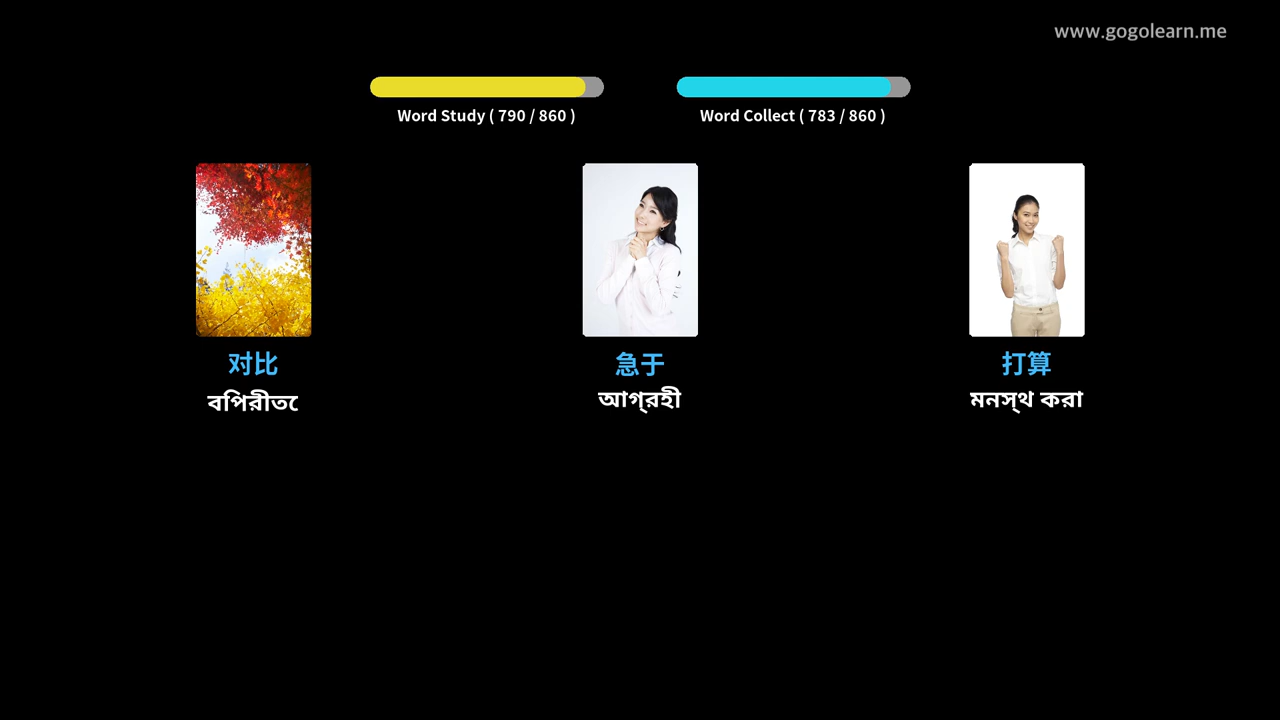 www.gogolearn.me
Word Study ( 790 / 860 )
Word Collect ( 783 / 860 )
对比
急于
打算
বিপরীতে
আগ্রহী
মনস্থ করা